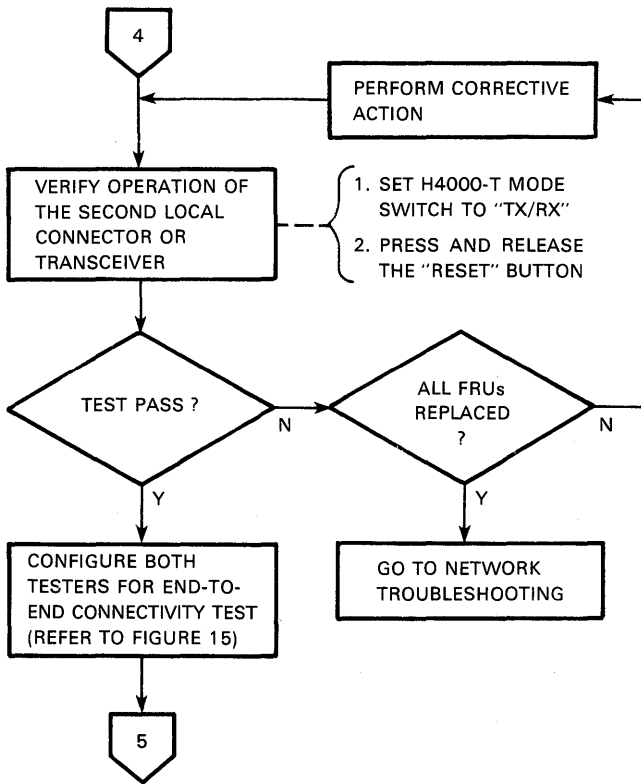 4
PERFORM CORRECTIVE
ACTION
VERIFY OPERATION OF
THE SECOND LOCAL
CONNECTOR OR
TRANSCEIVER
1. SET H4000-T MODE
SWITCH TO "TX/RX"
2. PRESS AND RELEASE
THE "RESET" BUTTON
TEST PASS ?
N
ALL FRUs
REPLACED
?
N
Y
Y
CONFIGURE BOTH
TESTERS FOR END-TO-
END CONNECTIVITY TEST
(REFER TO FIGURE 15)
GO TO NETWORK
TROUBLESHOOTING
5